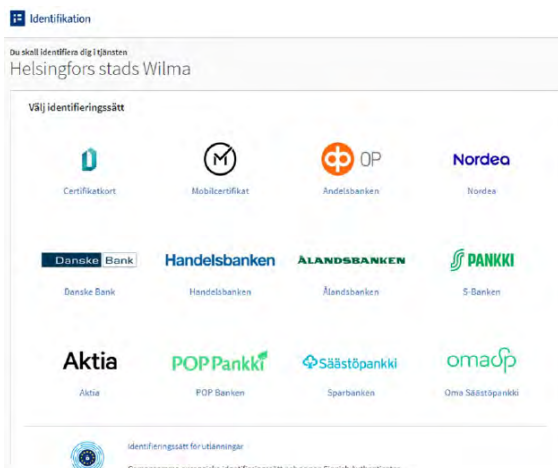 Identifikation
Du skall identifiera dig i tjänsten
Helsingfors stads Wilma
Välj identifieringssätt
OP Nordea
Certifikatkort Mobilcertifikat Andelsbanken Nordea
Danske Bank Handelsbanken ÅLANDSBANKEN S PANKKI
Danske Bank Handelsbanken Ålandsbanken S-Banken
Aktia POP Pankki Säästöpankki omasp
Aktia POP Banken Sparbanken Oma Säästöpankki
Identifieringssätt för utlänningar